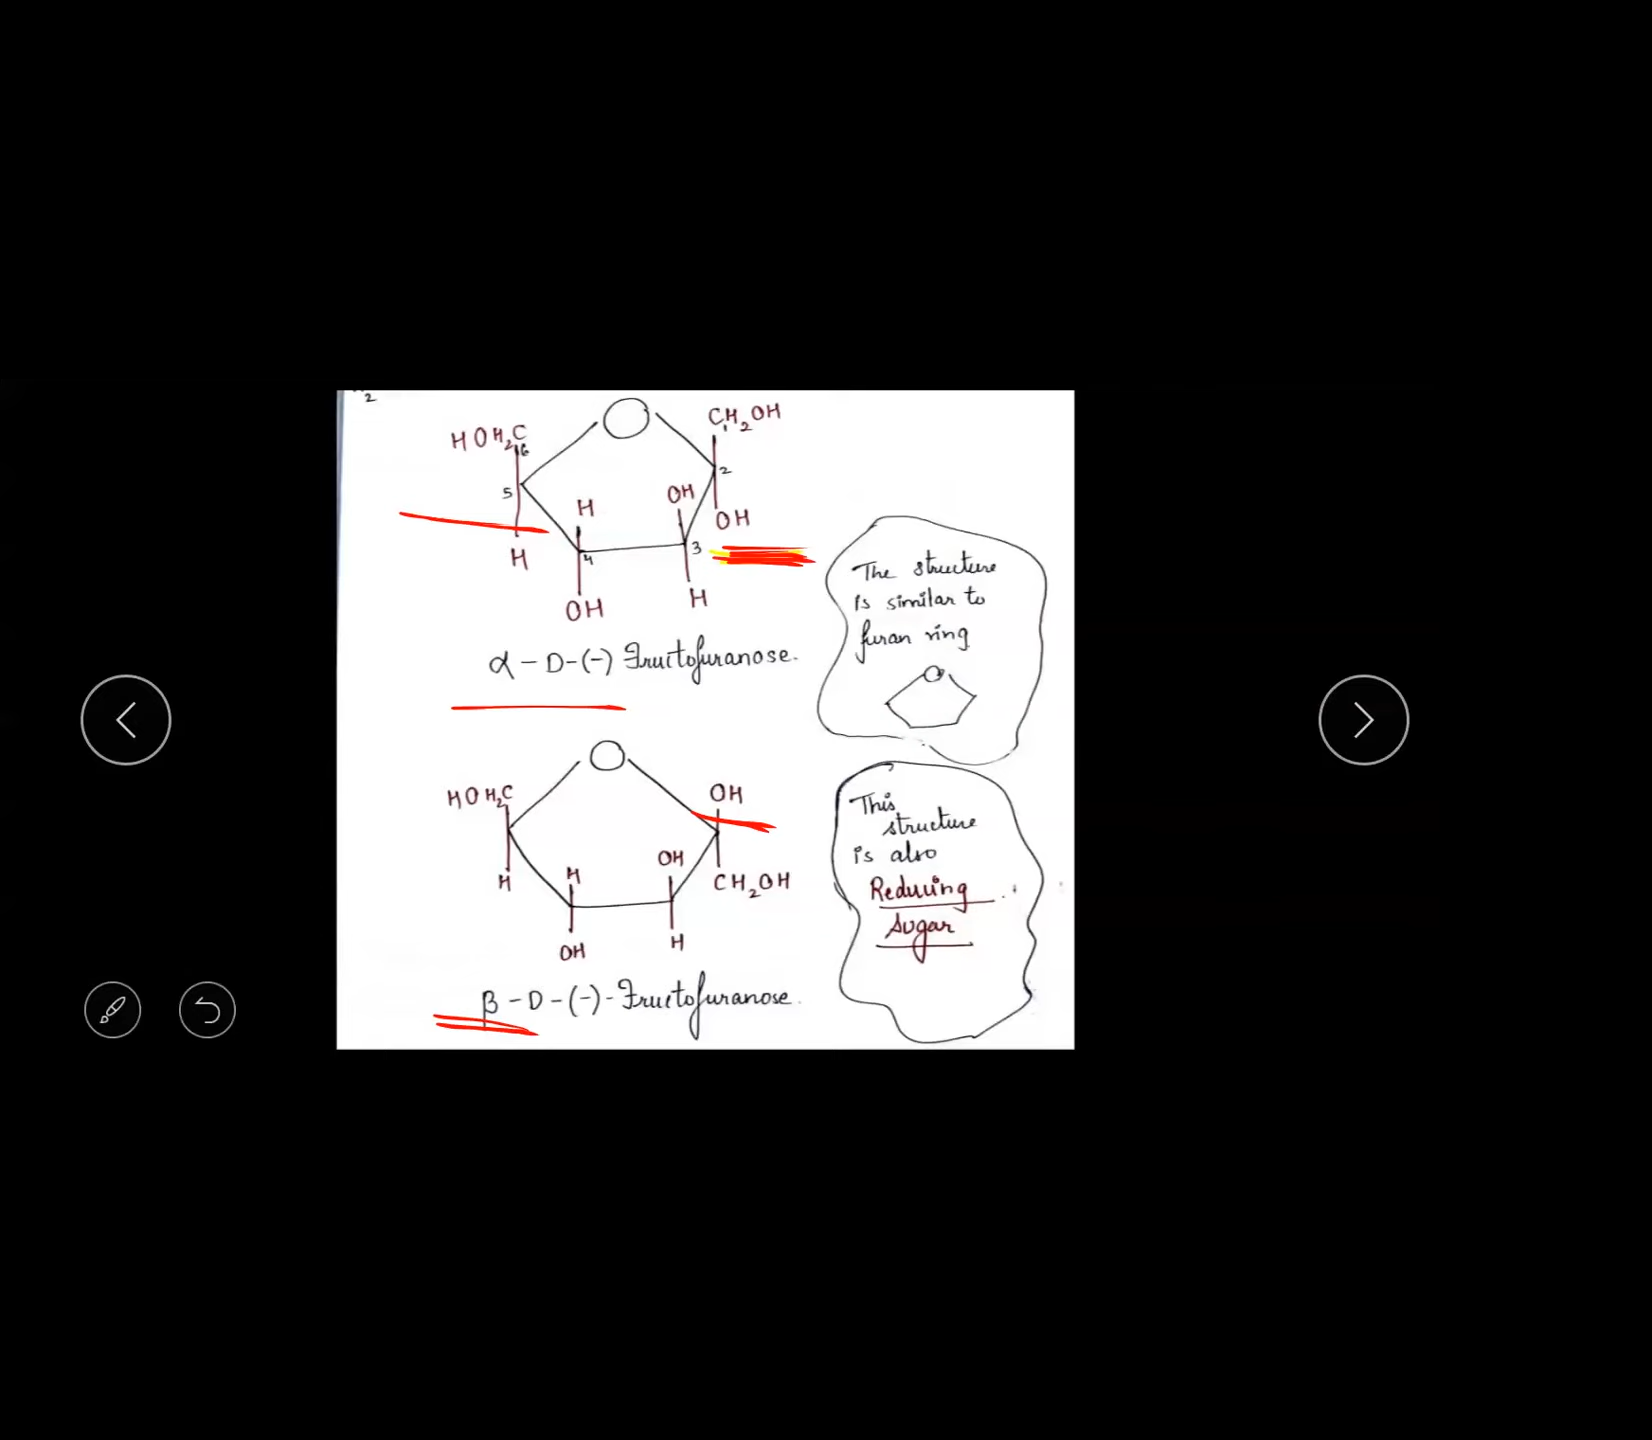 2
O
CH2OH
1
HOH2C
6
2
5
OH
H
OH
4
3
H
H
OH
α-D-(-) Fructofuranose.
The structure
is similar to
furan ring
O
O
HOH2C
OH
OH
H
H
CH2OH
OH
H
β-D-(-)-Fructofuranose.
This
structure
is also
Reducing
Sugar